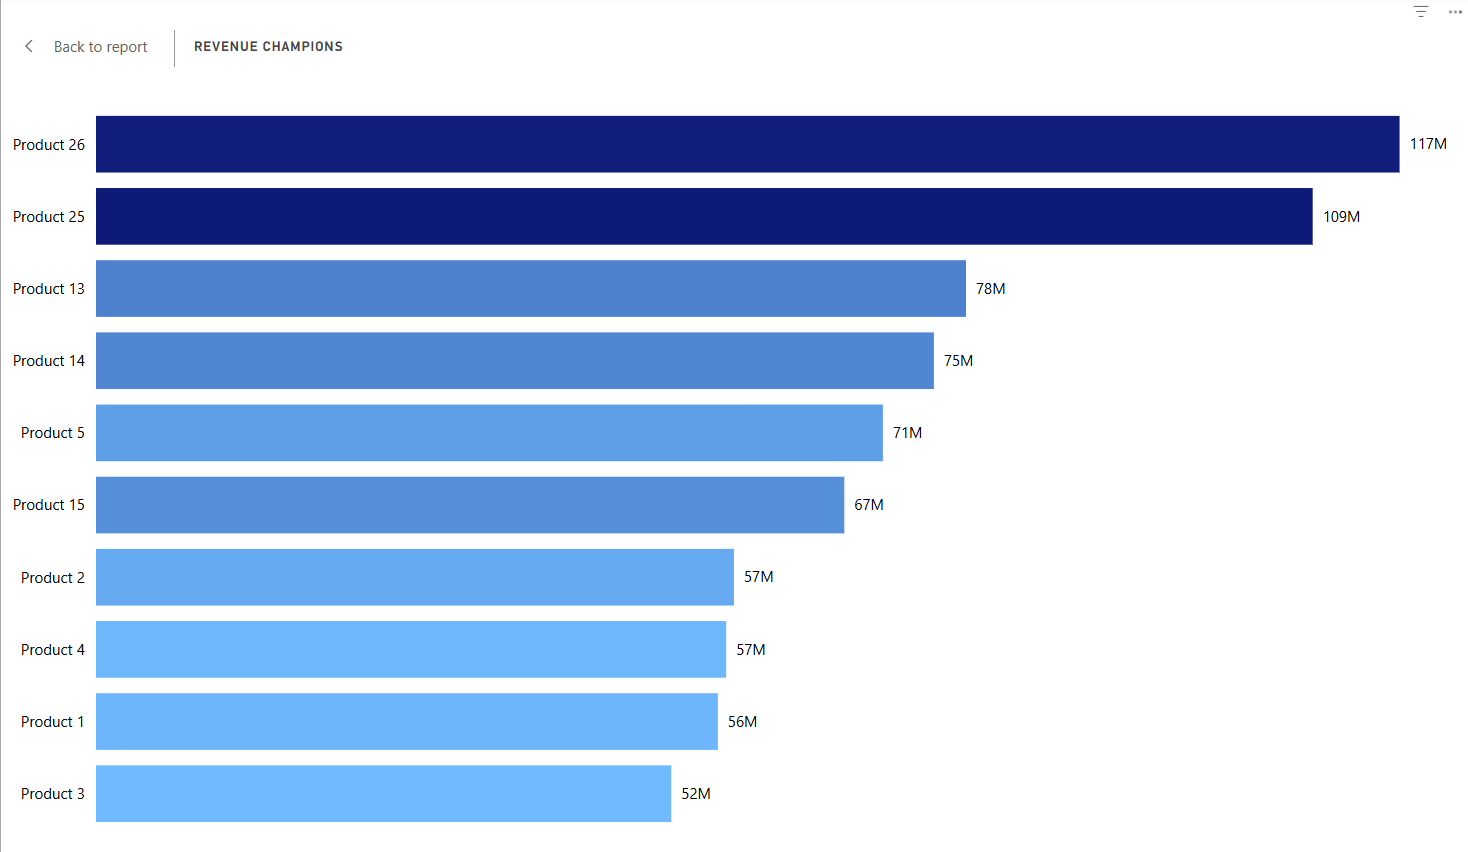 Back to report
REVENUE CHAMPIONS
Product 26 117M
Product 25 109M
Product 13 78M
Product 14 75M
Product 5 71M
Product 15 67M
Product 2 57M
Product 4 57M
Product 1 56M
Product 3 52M